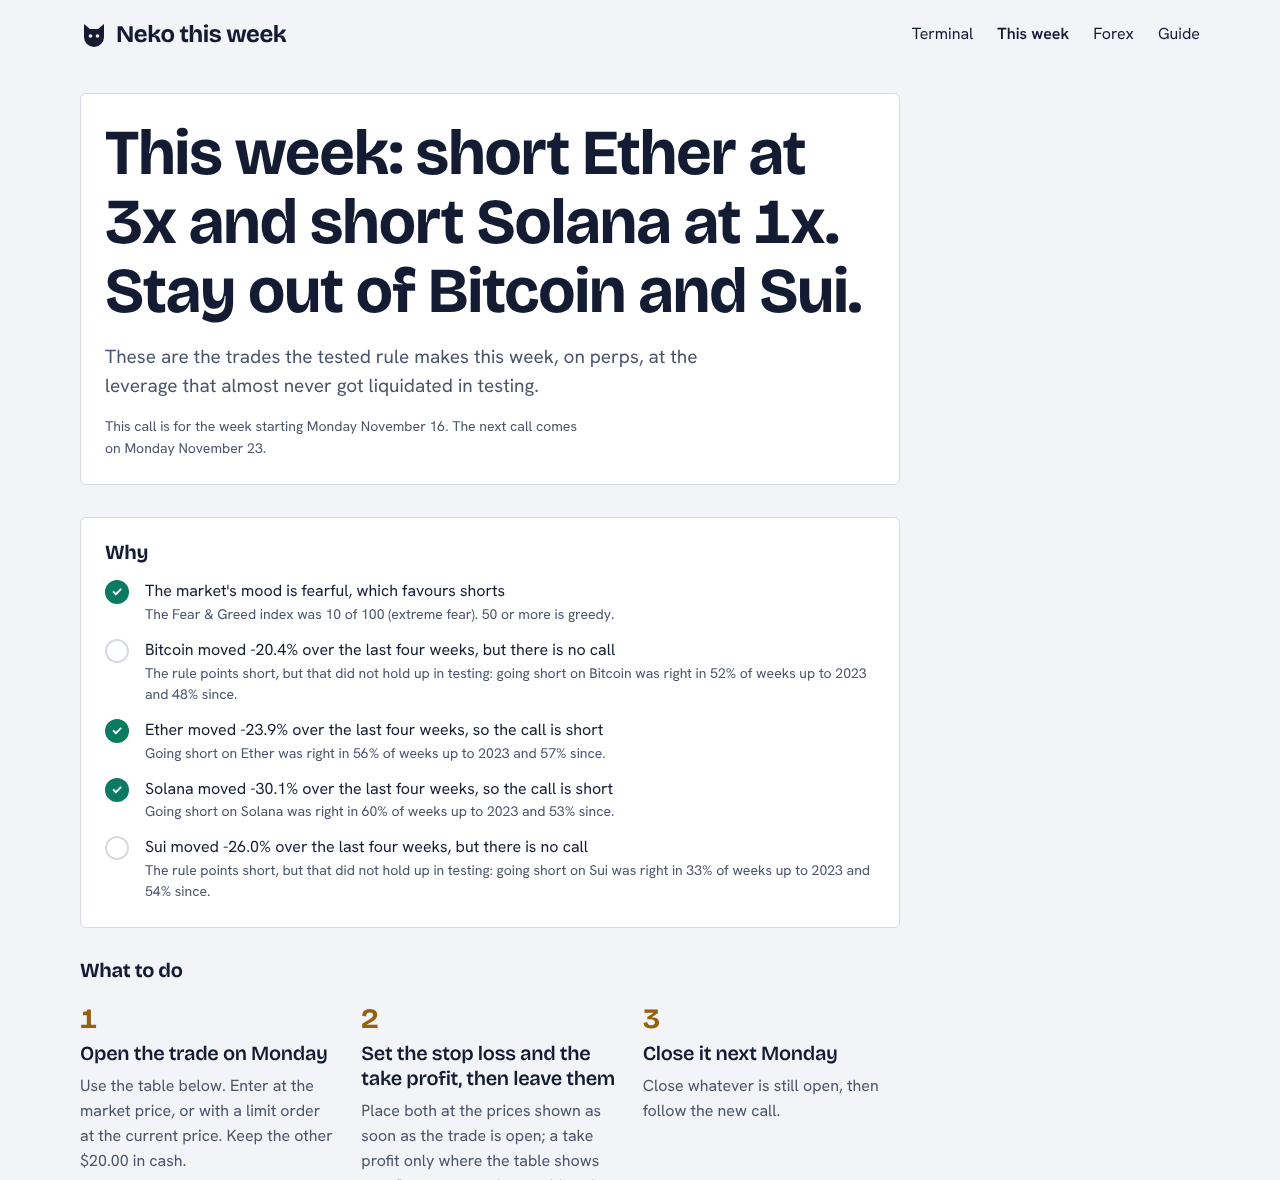 Neko this week
Terminal
This week
Forex
Guide
This week: short Ether at
3x and short Solana at 1x.
Stay out of Bitcoin and Sui.
These are the trades the tested rule makes this week, on perps, at the
leverage that almost never got liquidated in testing.
This call is for the week starting Monday November 16. The next call comes
on Monday November 23.
Why
The market's mood is fearful, which favours shorts
The Fear & Greed index was 10 of 100 (extreme fear). 50 or more is greedy.
Bitcoin moved -20.4% over the last four weeks, but there is no call
The rule points short, but that did not hold up in testing: going short on Bitcoin was right in 52% of weeks up to 2023
and 48% since.
Ether moved -23.9% over the last four weeks, so the call is short
Going short on Ether was right in 56% of weeks up to 2023 and 57% since.
Solana moved -30.1% over the last four weeks, so the call is short
Going short on Solana was right in 60% of weeks up to 2023 and 53% since.
Sui moved -26.0% over the last four weeks, but there is no call
The rule points short, but that did not hold up in testing: going short on Sui was right in 33% of weeks up to 2023 and
54% since.
What to do
1
Open the trade on Monday
Use the table below. Enter at the
market price, or with a limit order
at the current price. Keep the other
$20.00 in cash.
2
Set the stop loss and the
take profit, then leave them
Place both at the prices shown as
soon as the trade is open; a take
profit only where the table shows
3
Close it next Monday
Close whatever is still open, then
follow the new call.